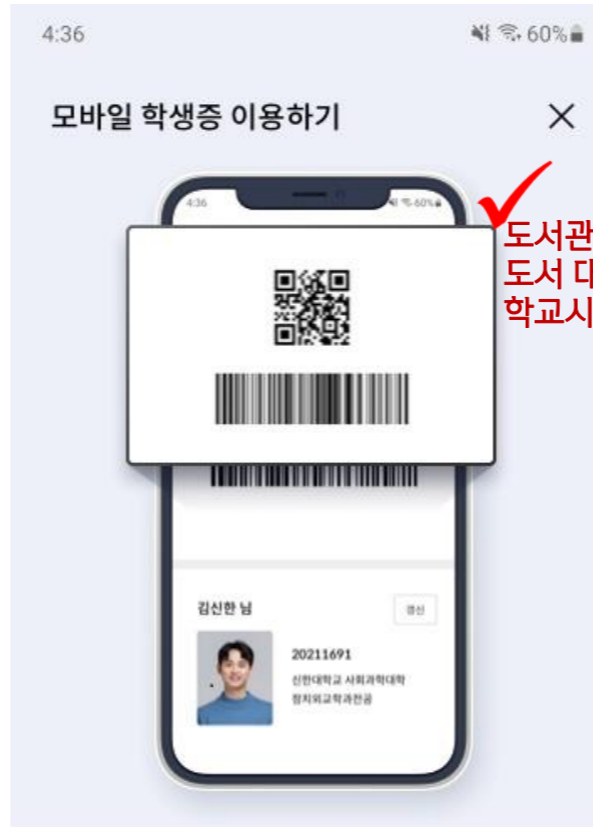 4:36 60%
모바일 학생증 이용하기
4:36 60%
도서관
도서 대
학교시
김신한 님
갱신
20211691
신한대학교 사회과학대학
정치외교학과전공